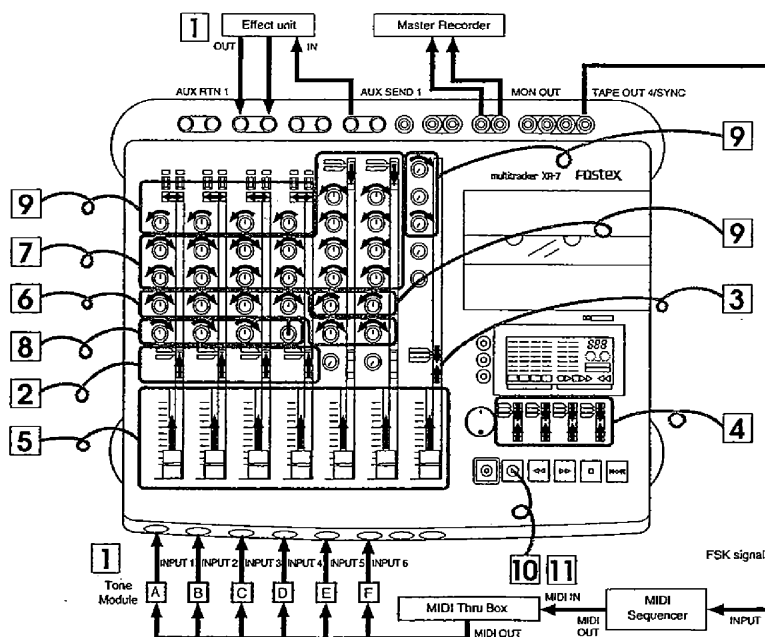 1
Effect unit
Master Recorder
OUT
IN
AUX RTN 1
AUX SEND 1
MON OUT
TAPE OUT 4/SYNC
9
multitrader XR-7 FOSTEX
9
7
9
6
3
8
888
2
5
4
10 11
1
INPUT 1
INPUT 2
INPUT 3
INPUT 4
INPUT 5
INPUT 6
FSK signal
Tone
Module
A
B
C
D
E
F
MIDI Thru Box
MIDI IN
MIDI
OUT
MIDI
Sequencer
INPUT
MIDI OUT